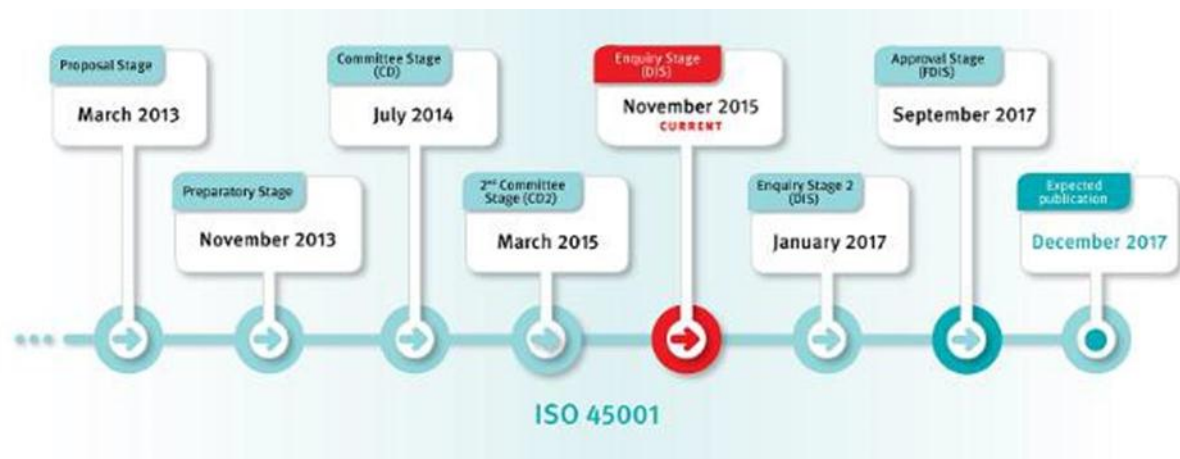 Proposal Stage
March 2013
Preparatory Stage
November 2013
Committee Stage
(CD)
July 2014
2nd Committee
Stage (CD2)
March 2015
Enquiry Stage
(DIS)
November 2015
CURRENT
Enquiry Stage 2
(DIS)
January 2017
Approval Stage
(FDIS)
September 2017
Expected
publication
December 2017
ISO 45001